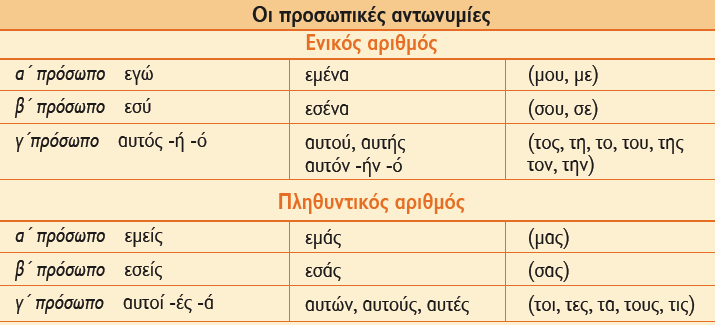 Οι προσωπικές αντωνυμίες
Ενικός αριθμός
α΄ πρόσωπο εγώ εμένα (μου, με)
β΄ πρόσωπο εσύ εσένα (σου, σε)
γ΄πρόσωπο αυτός -ή -ό αυτού, αυτής (τος, τη, το, του, της
αυτόν -ήν -ό τον, την)
Πληθυντικός αριθμός
α΄ πρόσωπο εμείς εμάς (μας)
β΄ πρόσωπο εσείς εσάς (σας)
γ΄ πρόσωπο αυτοί -ές -ά αυτών, αυτούς, αυτές (τοι, τες, τα, τους, τις)